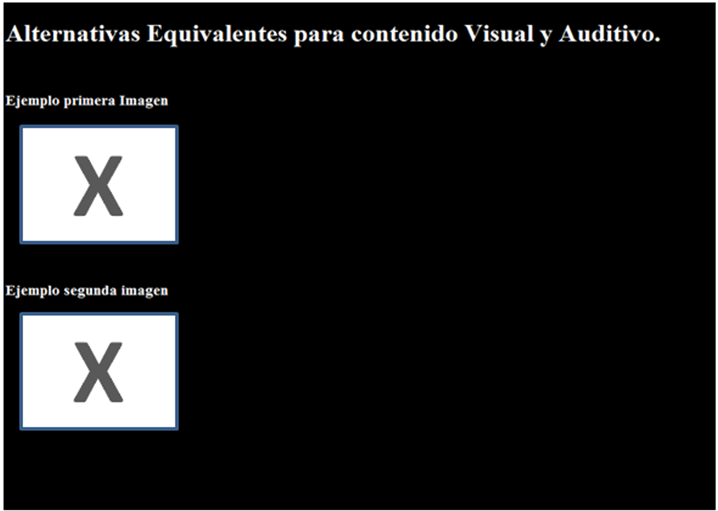 Alternativas Equivalentes para contenido Visual y Auditivo.
Ejemplo primera Imagen
X
Ejemplo segunda imagen
X